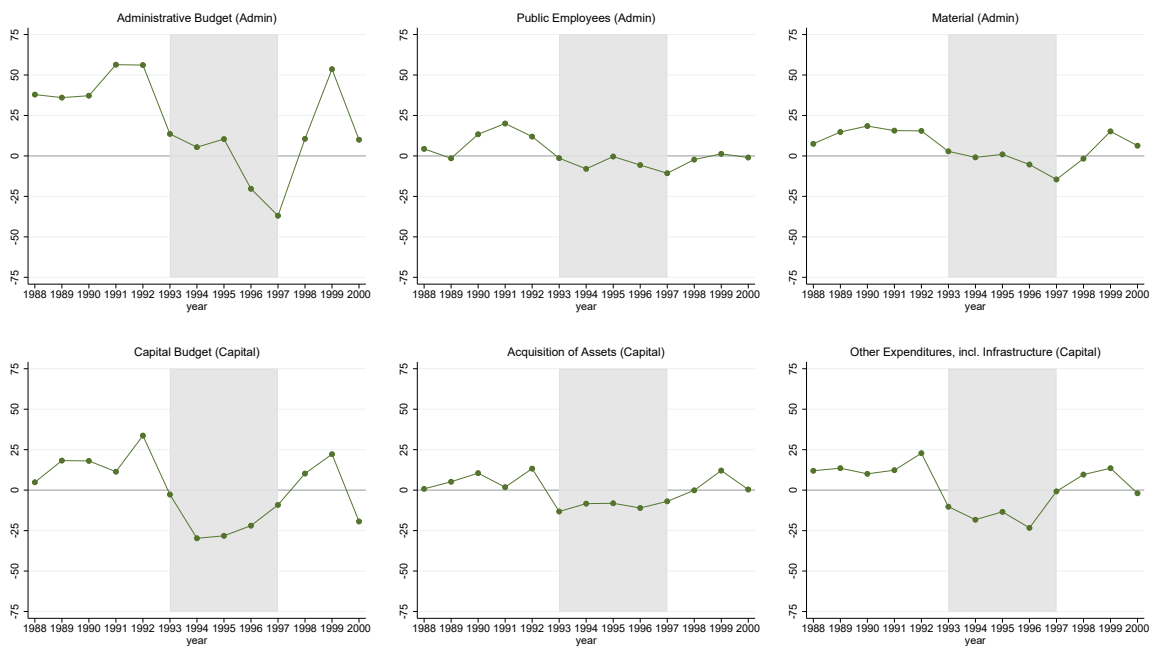 Administrative Budget (Admin)
75
50
25
0
-25
-50
-75
1988 1989 1990 1991 1992 1993 1994 1995 1996 1997 1998 1999 2000
year
Public Employees (Admin)
75
50
25
0
-25
-50
-75
1988 1989 1990 1991 1992 1993 1994 1995 1996 1997 1998 1999 2000
year
Material (Admin)
75
50
25
0
-25
-50
-75
1988 1989 1990 1991 1992 1993 1994 1995 1996 1997 1998 1999 2000
year
Capital Budget (Capital)
75
50
25
0
-25
-50
-75
1988 1989 1990 1991 1992 1993 1994 1995 1996 1997 1998 1999 2000
year
Acquisition of Assets (Capital)
75
50
25
0
-25
-50
-75
1988 1989 1990 1991 1992 1993 1994 1995 1996 1997 1998 1999 2000
year
Other Expenditures, incl. Infrastructure (Capital)
75
50
25
0
-25
-50
-75
1988 1989 1990 1991 1992 1993 1994 1995 1996 1997 1998 1999 2000
year